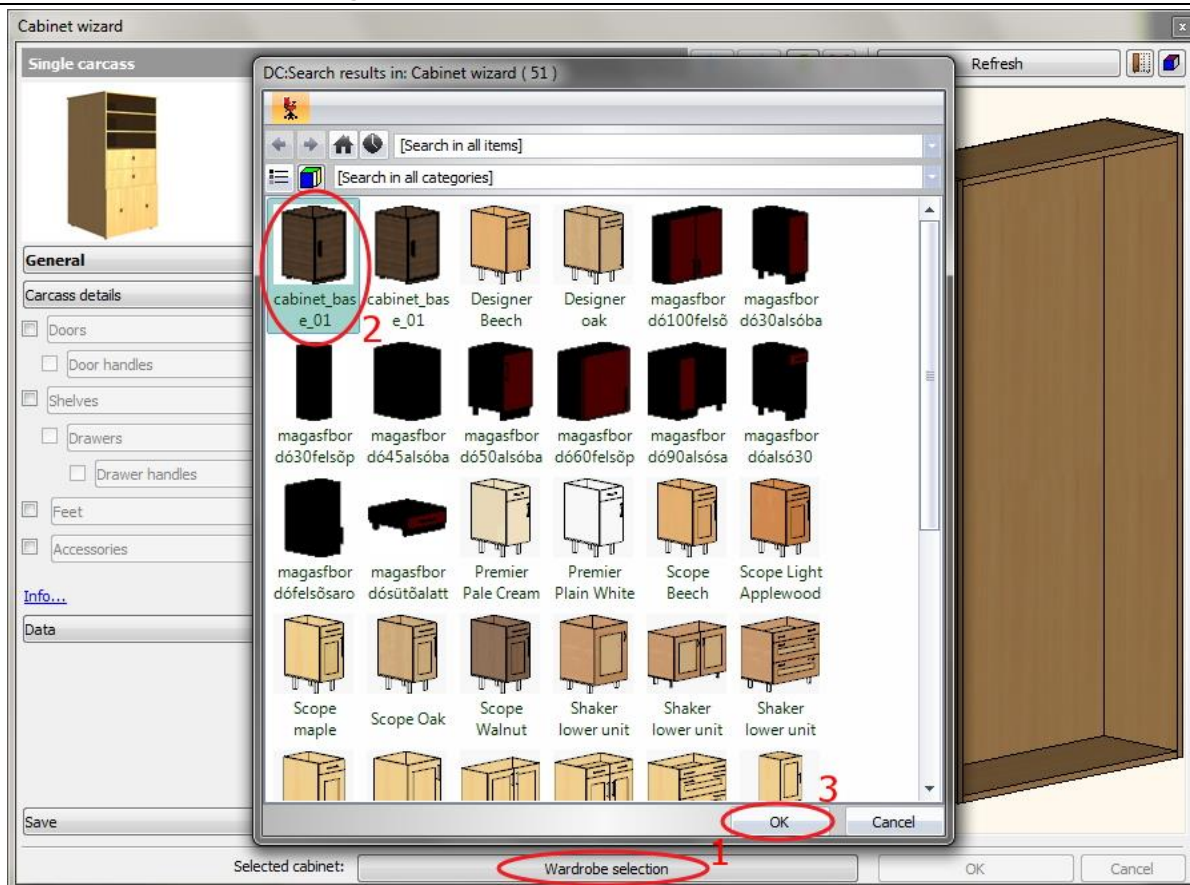 Cabinet wizard
x
Single carcass
Refresh
DC:Search results in: Cabinet wizard ( 51 )
[Search in all items]
[Search in all categories]
General
Carcass details
Doors
Door handles
Shelves
Drawers
Drawer handles
Feet
Accessories
Info...
Data
Save
cabinet_bas
e_01
2
cabinet_bas
e_01
Designer
Beech
Designer
oak
magasfbor
dó100felsõ
magasfbor
dó30alsóba
magasfbor
dó30felsõp
magasfbor
dó45alsóba
magasfbor
dó50alsóba
magasfbor
dó60felsõp
magasfbor
dó90alsósa
magasfbor
dóalsó30
magasfbor
dófelsõsaro
magasfbor
dósütõalatt
Premier
Pale Cream
Premier
Plain White
Scope
Beech
Scope Light
Applewood
Scope
maple
Scope Oak
Scope
Walnut
Shaker
lower unit
Shaker
lower unit
Shaker
lower unit
3
OK
Cancel
Selected cabinet:
Wardrobe selection
1
OK
Cancel